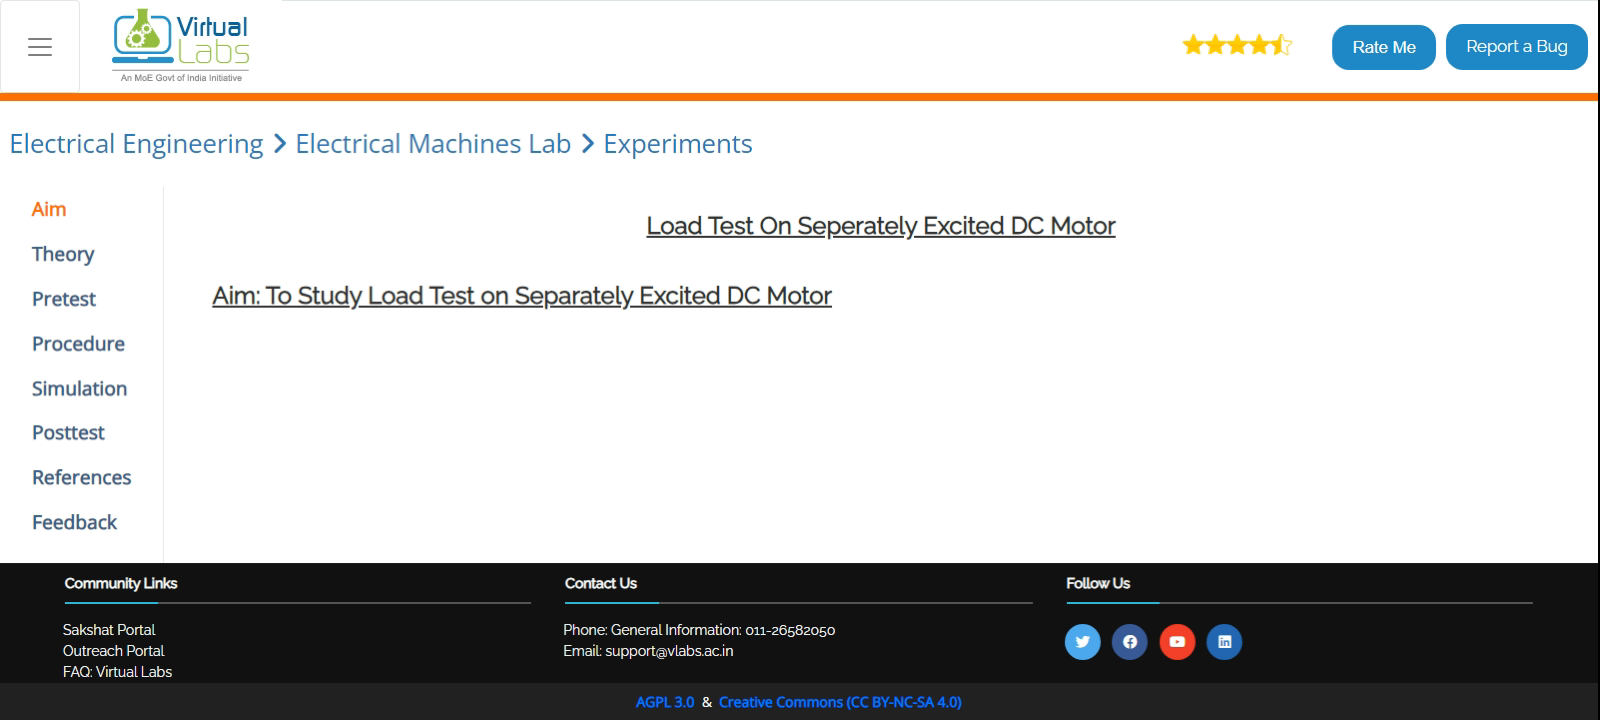 Virtual
Labs
An MoE Govt of India Initiative
Rate Me
Report a Bug
Electrical Engineering > Electrical Machines Lab > Experiments
Aim
Theory
Pretest
Procedure
Simulation
Posttest
References
Feedback
Load Test On Seperately Excited DC Motor
Aim: To Study Load Test on Separately Excited DC Motor
Community Links
Sakshat Portal
Outreach Portal
FAQ: Virtual Labs
Contact Us
Phone: General Information: 011-26582050
Email: support@vlabs.ac.in
Follow Us
AGPL 3.0 & Creative Commons (CC BY-NC-SA 4.0)